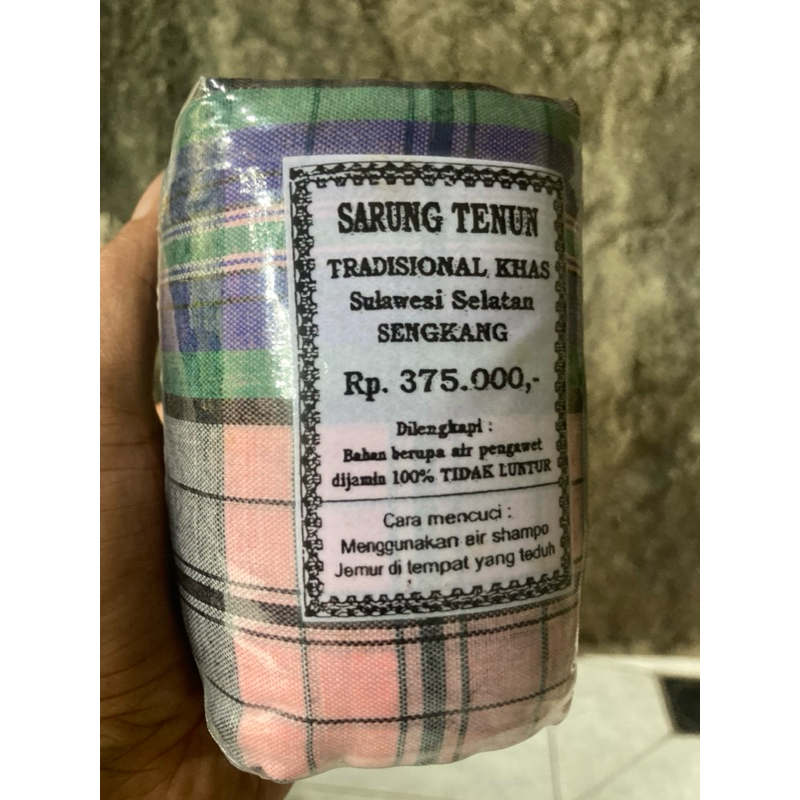 SARUNG TENUN
TRADISIONAL KHAS
Sulawesi Selatan
SENGKANG
Rp. 375.000,-
Dilengkapi :
Bahan berupa air pengawet
dijamin 100% TIDAK LUNTUR
Cara mencuci :
Menggunakan air shampo
Jemur di tempat yang teduh